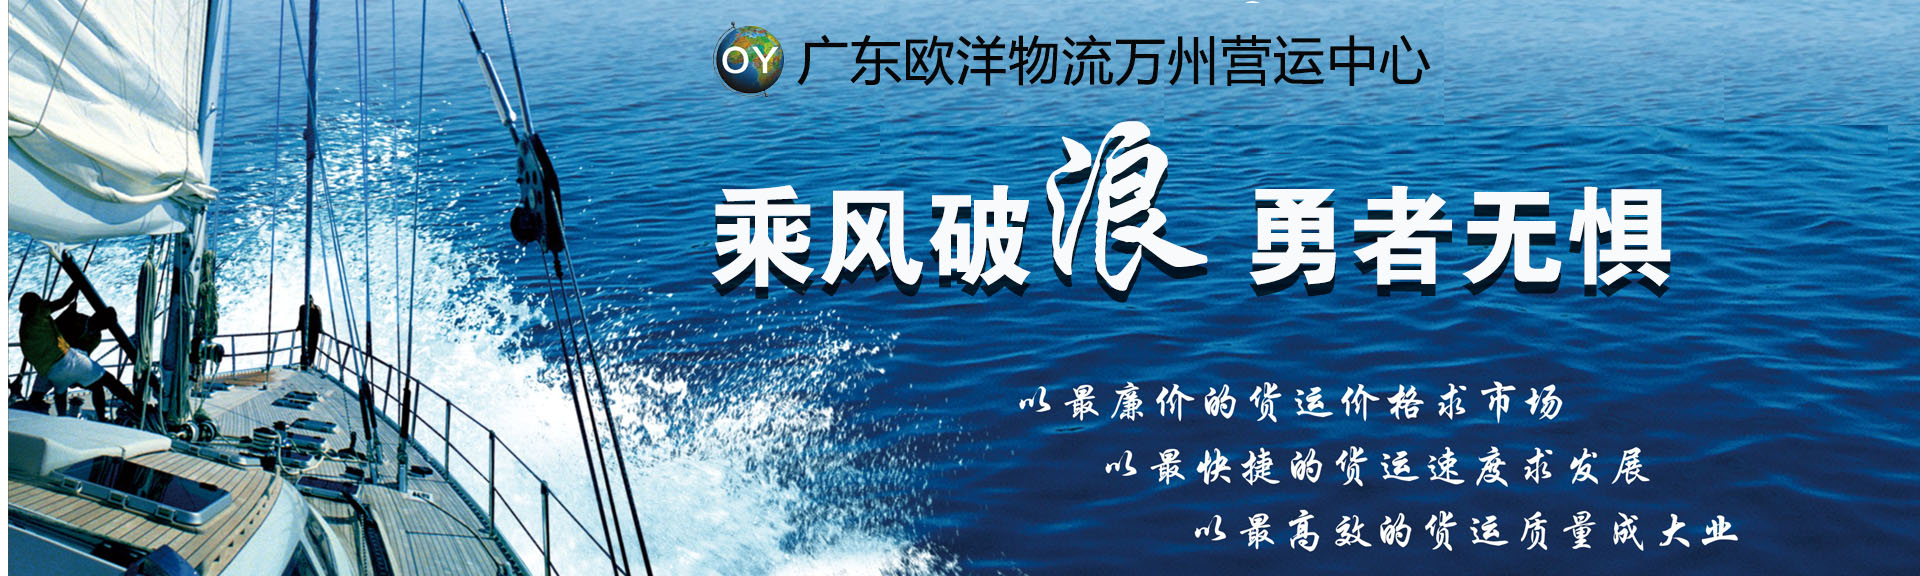 OY 广东欧洋物流万州营运中心
乘风破浪 勇者无惧
以最廉价的货运价格求市场
以最快捷的货运速度求发展
以最高效的货运质量成大业